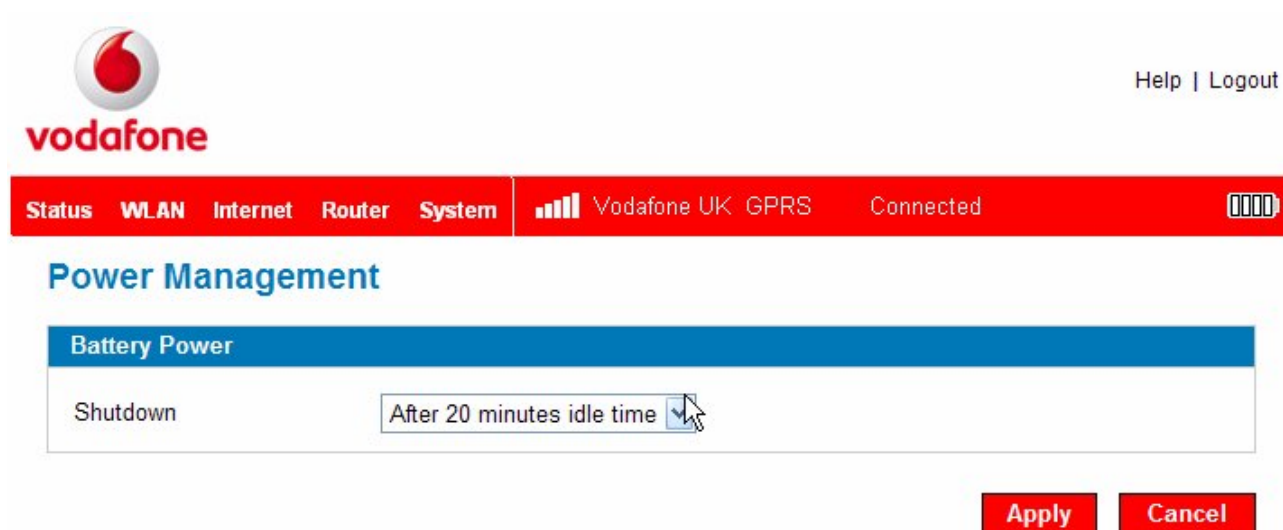 vodafone
Help | Logout
Status WLAN Internet Router System Vodafone UK GPRS Connected
Power Management
Battery Power
Shutdown After 20 minutes idle time
Apply Cancel